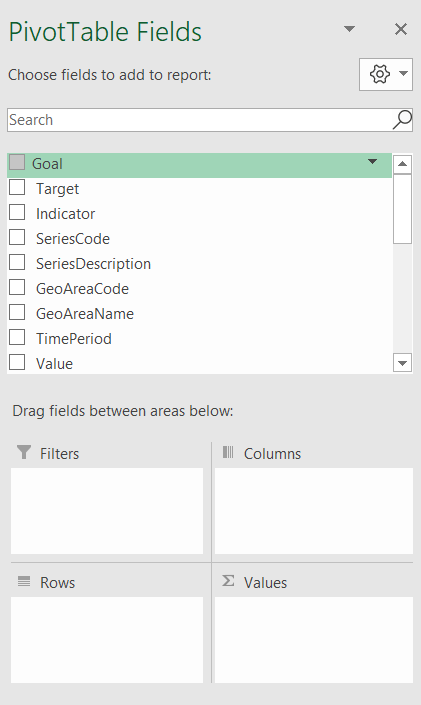 PivotTable Fields
Choose fields to add to report:
Search
Goal
Target
Indicator
SeriesCode
SeriesDescription
GeoAreaCode
GeoAreaName
TimePeriod
Value
Drag fields between areas below:
Filters
Columns
Rows
Values